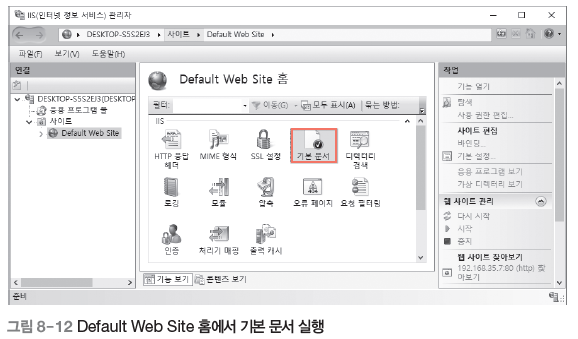 IIS(인터넷 정보 서비스) 관리자
DESKTOP-S5S2EJ3 ▸ 사이트 ▸ Default Web Site ▸
파일(F) 보기(V) 도움말(H)
연결
DESKTOP-S5S2EJ3(DESKTOP
응용 프로그램 풀
사이트
Default Web Site
Default Web Site 홈
필터: 이동(G) 모두 표시(A) 묶는 방법:
IIS
HTTP 응답 헤더
MIME 형식
SSL 설정
기본 문서
디렉터리 검색
로깅
모듈
압축
오류 페이지
요청 필터링
인증
처리기 매핑
출력 캐시
기능 보기
콘텐츠 보기
작업
기능 열기
탐색
사용 권한 편집...
사이트 편집
바인딩...
기본 설정...
응용 프로그램 보기
가상 디렉터리 보기
웹 사이트 관리
다시 시작
시작
중지
웹 사이트 찾아보기
192.168.35.7:80 (http) 찾
아보기
준비
그림 8-12 Default Web Site 홈에서 기본 문서 실행